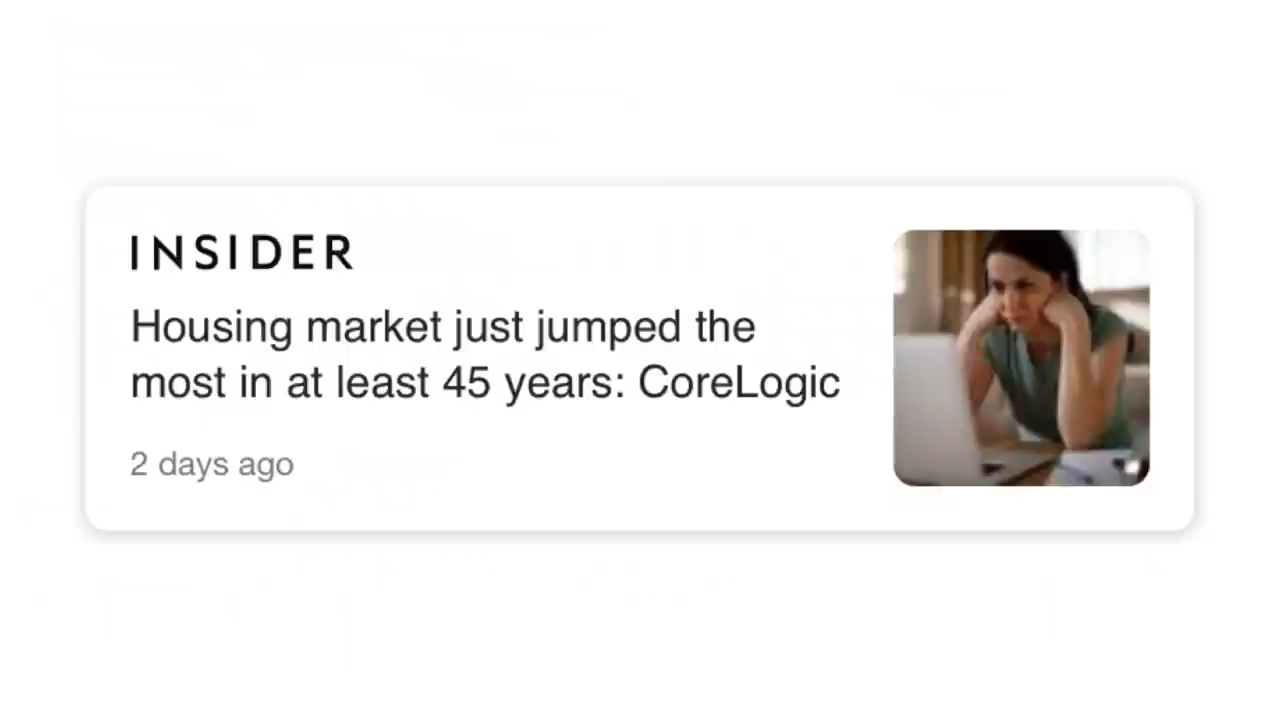 INSIDER
Housing market just jumped the
most in at least 45 years: CoreLogic
2 days ago